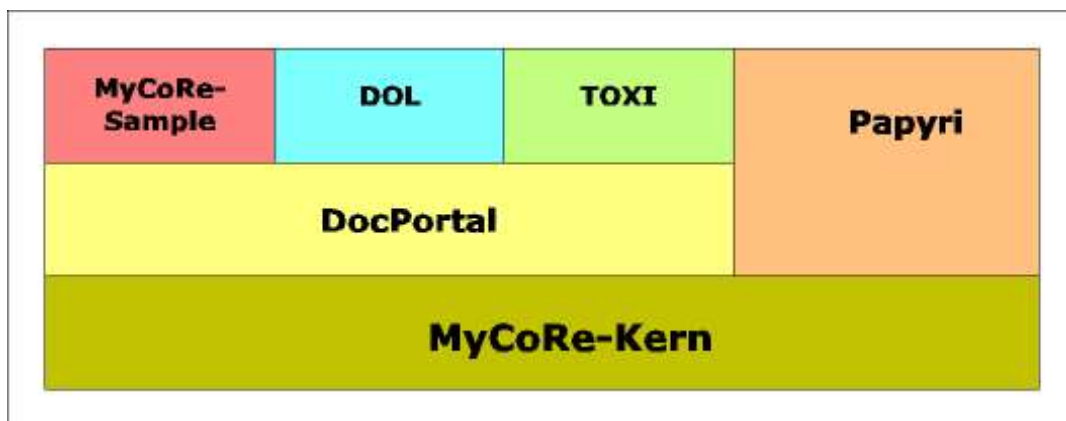 MyCoRe-
Sample
DOL
TOXI
Papyri
DocPortal
MyCoRe-Kern